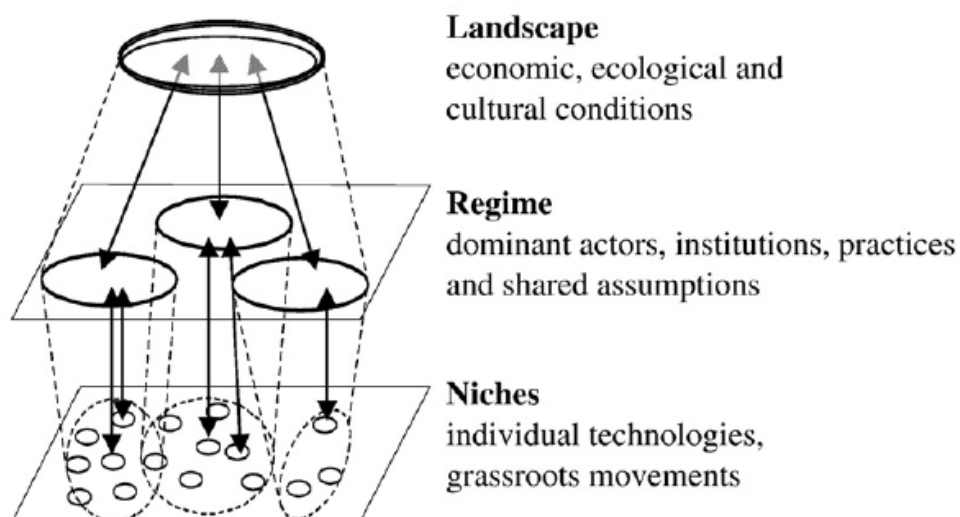 Landscape
economic, ecological and
cultural conditions
Regime
dominant actors, institutions, practices
and shared assumptions
Niches
individual technologies,
grassroots movements